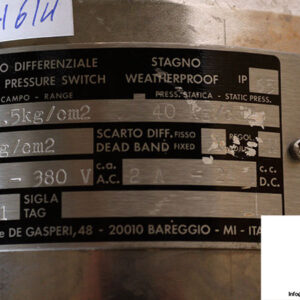 O DIFFERENZIALE STAGNO
PRESSURE SWITCH WEATHERPROOF IP
CAMPO - RANGE PRESS. STATICA - STATIC PRESS.
.5kg/cm2 40
SCARTO DIFF. FISSO REGOL
g/cm2 DEAD BAND FIXED
c.a. c.c.
- 380 V A.C. 2 A D.C.
1 SIGLA
TAG
e DE GASPERI, 48 - 20010 BAREGGIO - MI - ITA